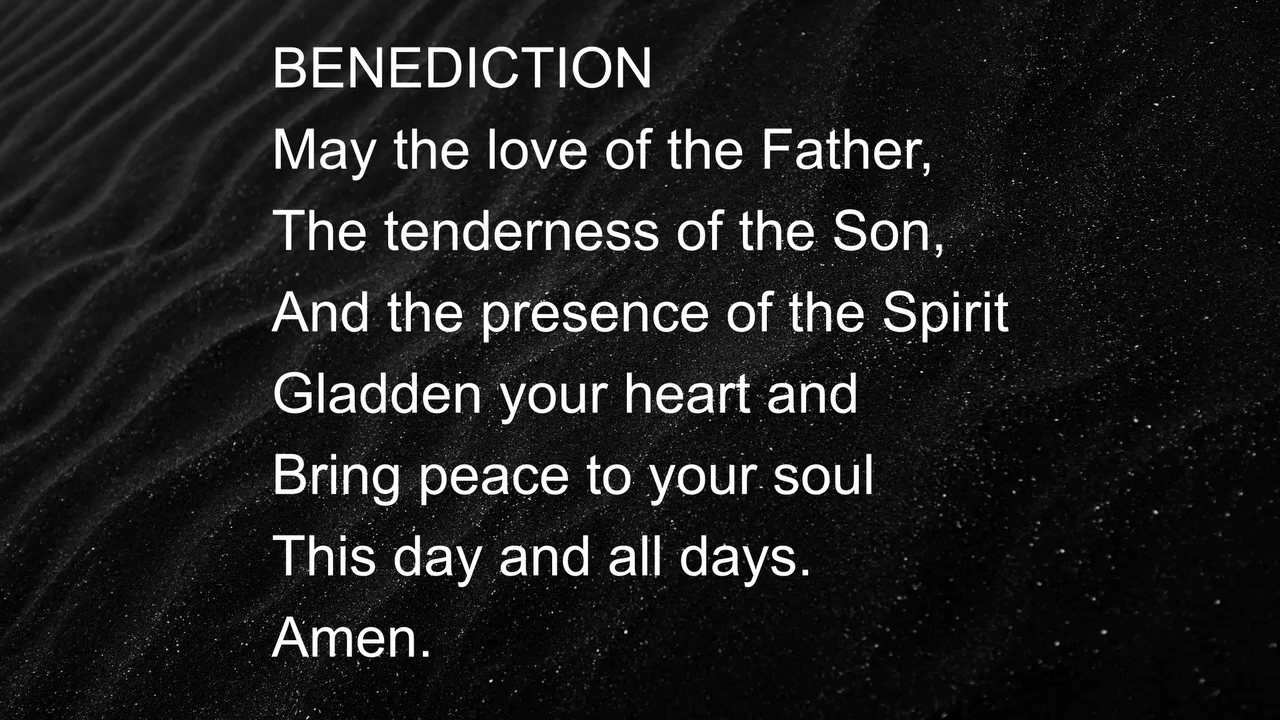 BENEDICTION
May the love of the Father,
The tenderness of the Son,
And the presence of the Spirit
Gladden your heart and
Bring peace to your soul
This day and all days.
Amen.